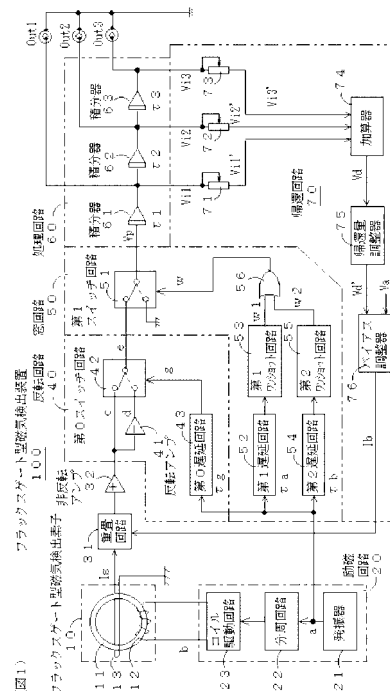 図1)
フラックスゲート型磁気検出装置
100
フラックスゲート型磁気検出素子
10
11
13
12
Is
b
重畳回路
31
非反転アンプ
32
反転回路
40
第0スイッチ回路
42
c
d
e
g
反転アンプ
41
第0遅延回路
43
τg
窓回路
50
第1スイッチ回路
51
w
第1遅延回路
52
τa
第1ワンショット回路
53
w1
第2遅延回路
54
τb
第2ワンショット回路
55
w2
56
処理回路
60
Vp
積分器
61
τ1
積分器
62
τ2
積分器
63
τ3
Out1
Out2
Out3
Vi1
71
Vi1'
Vi2
72
Vi2'
Vi3
73
Vi3'
帰還回路
70
加算器
74
Vd
帰還量調整器
75
Vd
Va
バイアス調整器
76
Ib
励磁回路
20
コイル駆動回路
23
分周回路
22
a
発振器
21